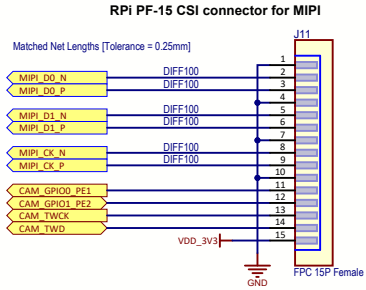 RPi PF-15 CSI connector for MIPI
J11
Matched Net Lengths [Tolerance = 0.25mm]
1
MIPI_D0_N DIFF100 2
MIPI_D0_P DIFF100 3
4
MIPI_D1_N DIFF100 5
MIPI_D1_P DIFF100 6
7
MIPI_CK_N DIFF100 8
MIPI_CK_P DIFF100 9
10
CAM_GPIO0_PE1 11
CAM_GPIO1_PE2 12
CAM_TWCK 13
CAM_TWD 14
VDD_3V3 15
FPC 15P Female
GND